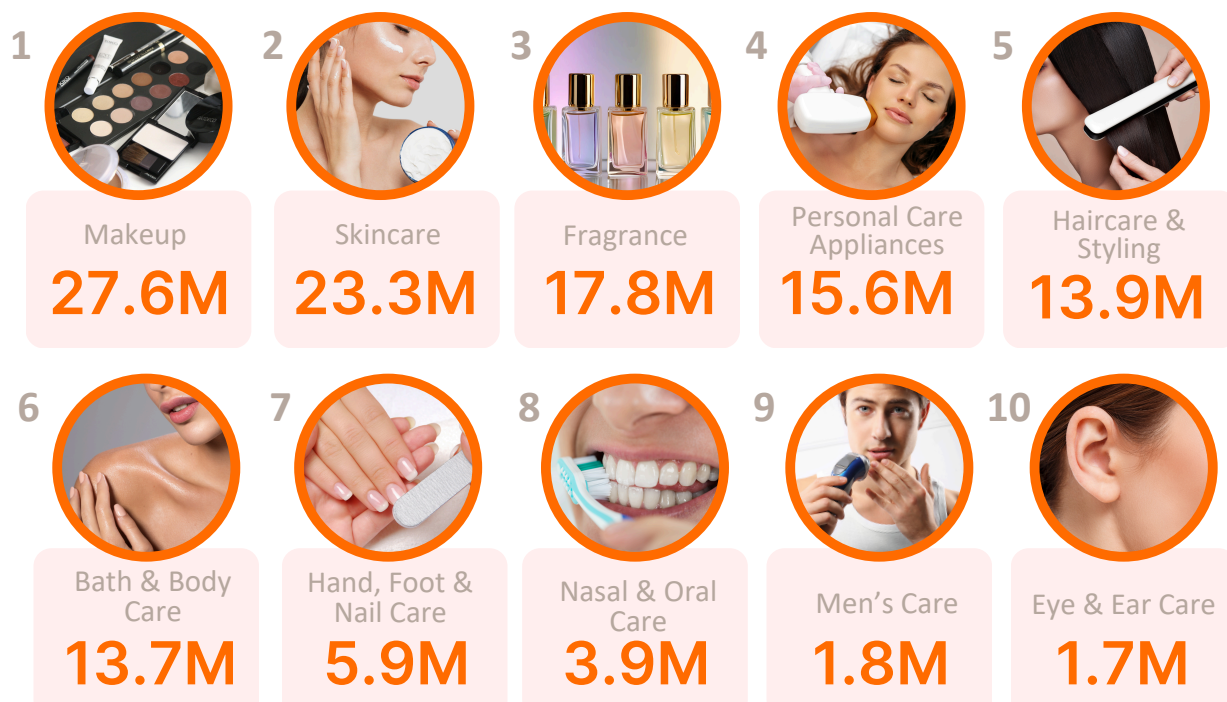 1
2
3
4
5
Makeup
27.6M
Skincare
23.3M
Fragrance
17.8M
Personal Care
Appliances
15.6M
Haircare &
Styling
13.9M
6
7
8
9
10
Bath & Body
Care
13.7M
Hand, Foot &
Nail Care
5.9M
Nasal & Oral
Care
3.9M
Men’s Care
1.8M
Eye & Ear Care
1.7M